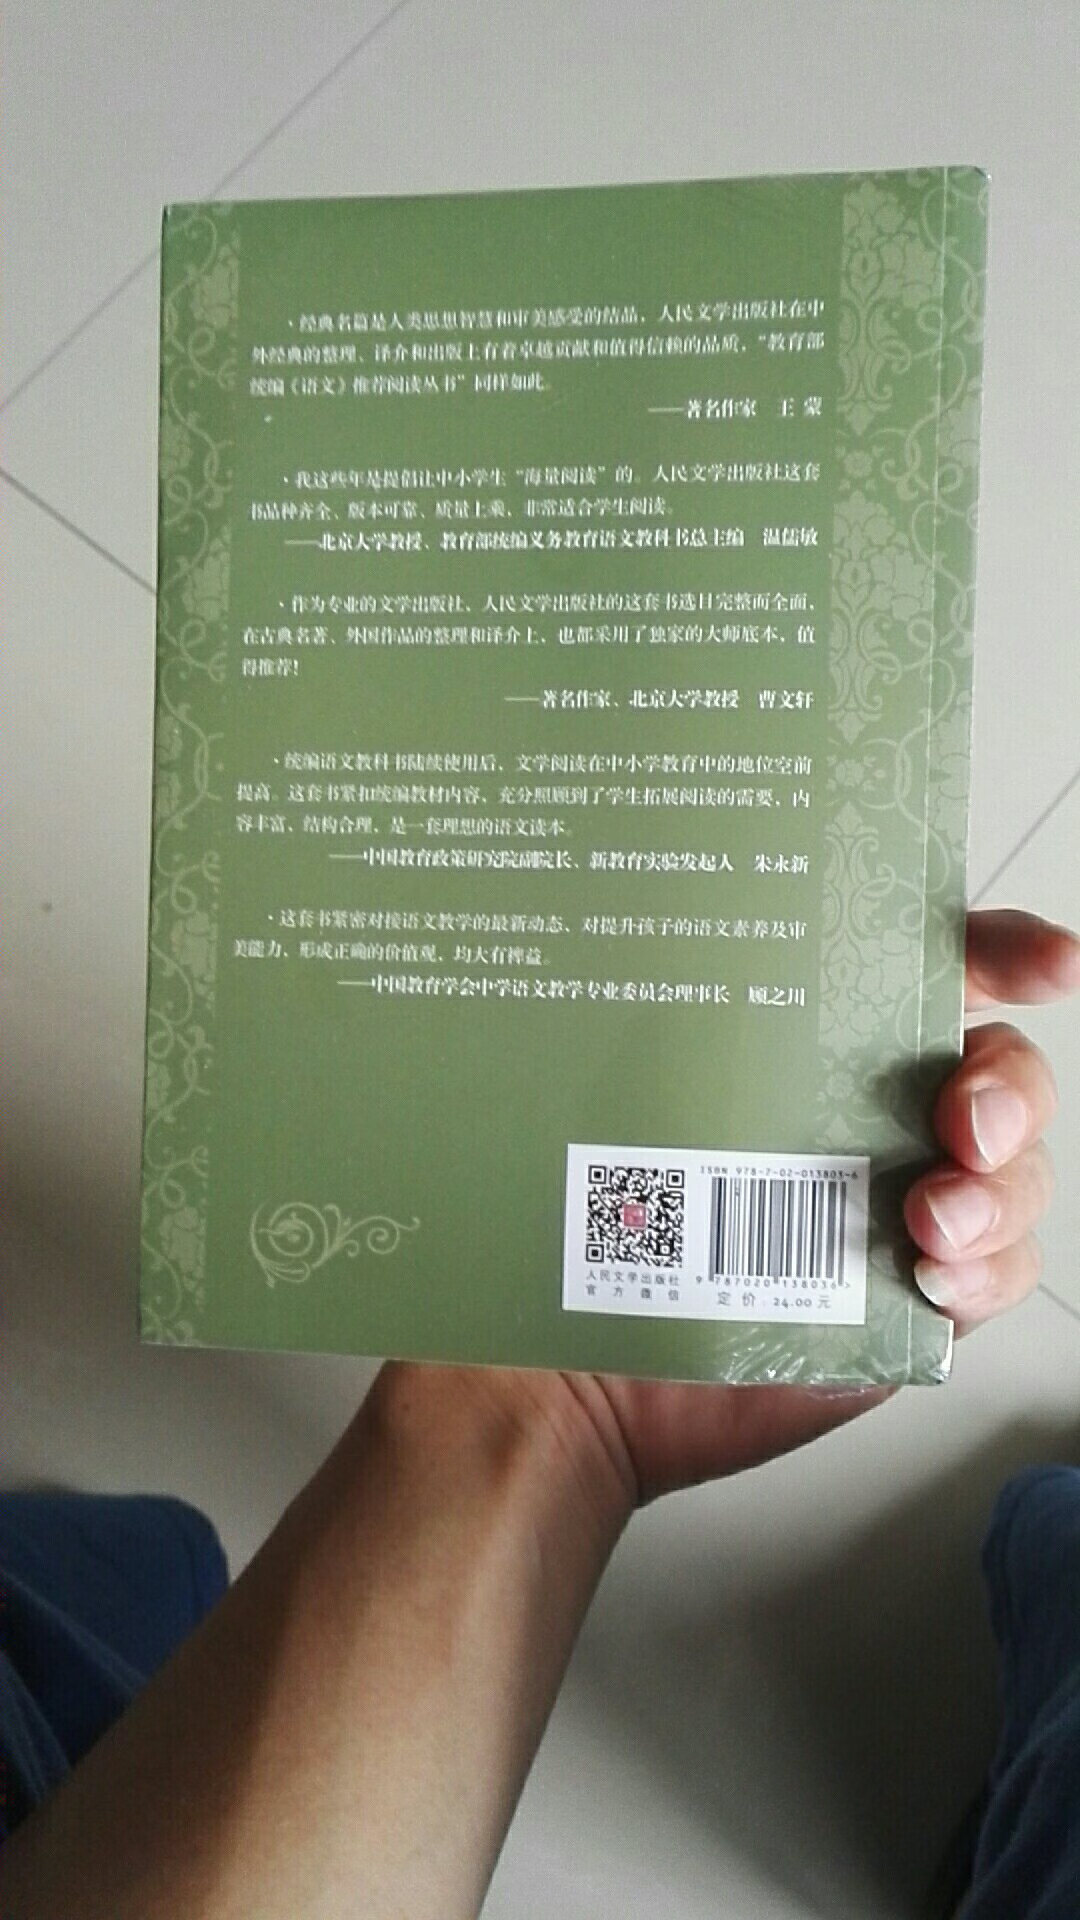 ·经典名篇是人类思想智慧和审美感受的结晶，人民文学出版社在中
外经典的整理、译介和出版上有着卓越贡献和值得信赖的品质，“教育部
统编《语文》推荐阅读丛书”同样如此。
——著名作家 王 蒙
·我这些年是提倡让中小学生“海量阅读”的。人民文学出版社这套
书品种齐全、版本可靠、质量上乘，非常适合学生阅读。
——北京大学教授、教育部统编义务教育语文教科书总主编 温儒敏
·作为专业的文学出版社，人民文学出版社的这套书选目完整而全面，
在古典名著、外国作品的整理和译介上，也都采用了独家的大师底本，值
得推荐！
——著名作家、北京大学教授 曹文轩
·统编语文教科书陆续使用后，文学阅读在中小学教育中的地位空前
提高。这套书紧扣统编教材内容，充分照顾到了学生拓展阅读的需要，内
容丰富，结构合理，是一套理想的语文读本。
——中国教育政策研究院副院长、新教育实验发起人 朱永新
·这套书紧密对接语文教学的最新动态，对提升孩子的语文素养及审
美能力，形成正确的价值观，均大有裨益。
——中国教育学会中学语文教学专业委员会理事长 顾之川
ISBN 978-7-02-013803-6
9 787020 138036 >
人民文学出版社
官方微信
定价：24.00元